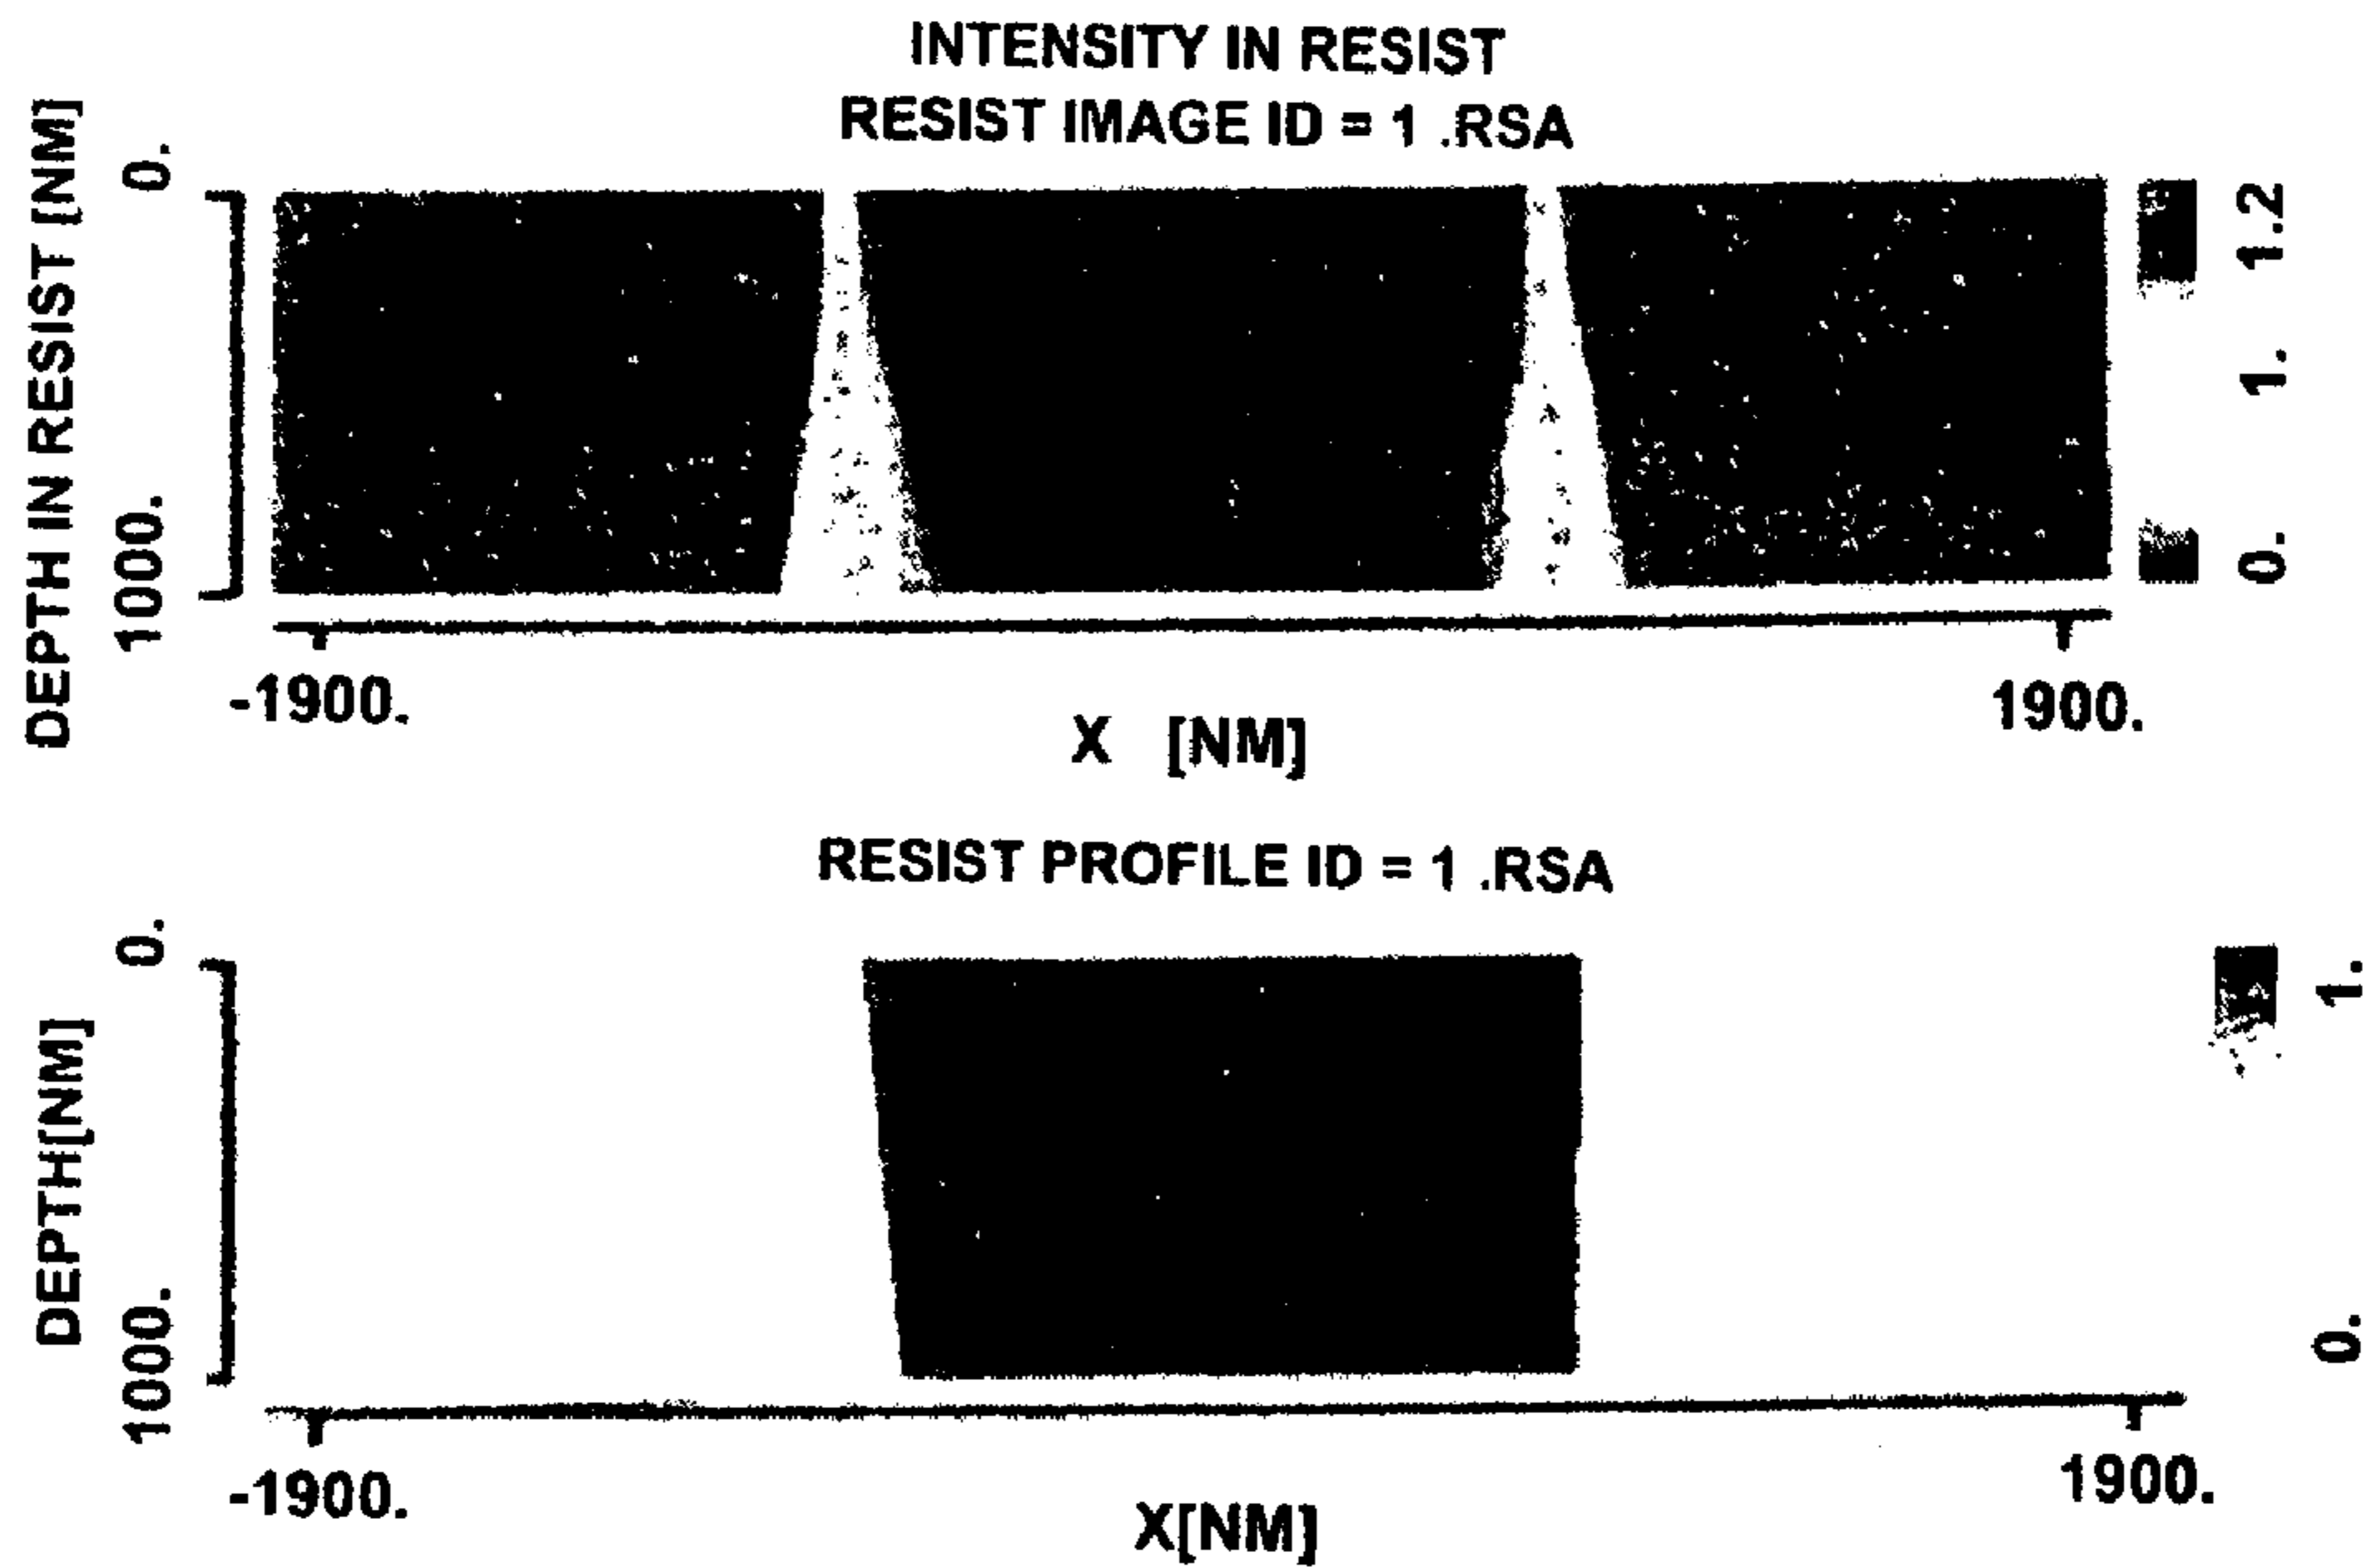 INTENSITY IN RESIST
RESIST IMAGE ID = 1 .RSA
DEPTH IN RESIST [NM]
0.
1000.
1.2
1.
0.
-1900.
1900.
X [NM]
RESIST PROFILE ID = 1 .RSA
DEPTH[NM]
0.
1000.
1.
0.
-1900.
1900.
X[NM]